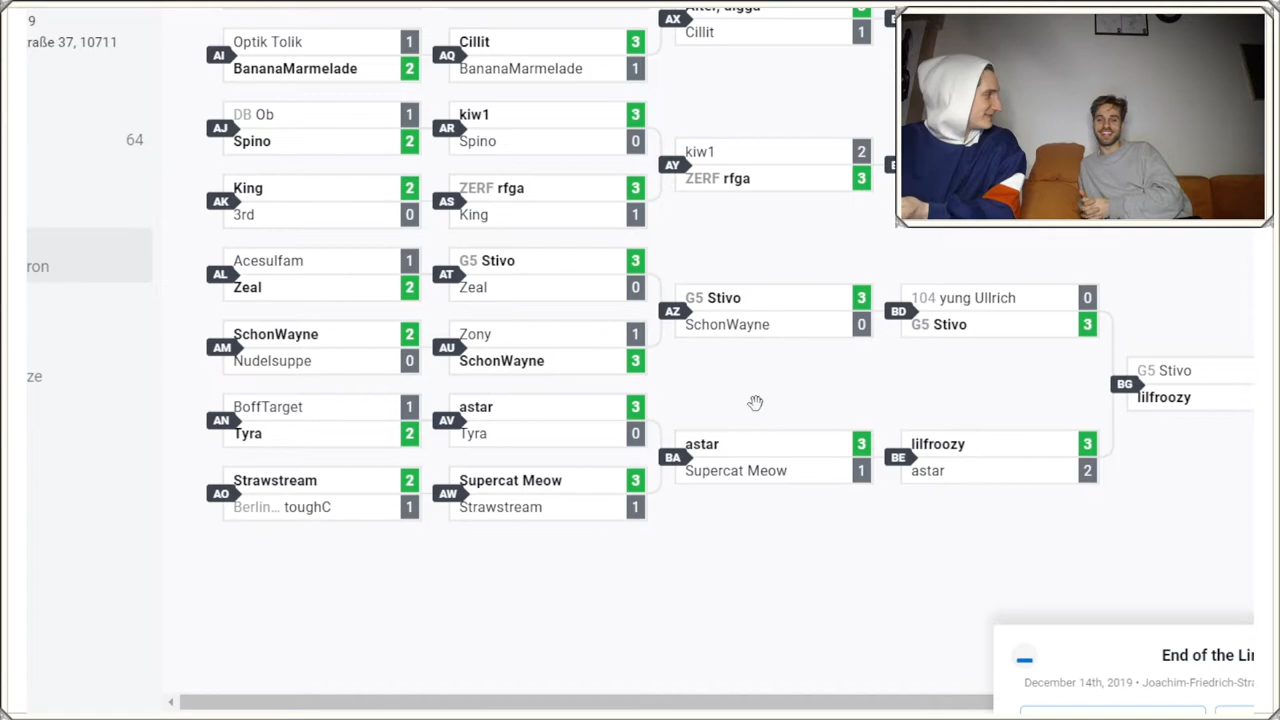 9
raße 37, 10711
64
ron
ze
AI
Optik Tolik 1
BananaMarmelade 2
AJ
DB Ob 1
Spino 2
AK
King 2
3rd 0
AL
Acesulfam 1
Zeal 2
AM
SchonWayne 2
Nudelsuppe 0
AN
BoffTarget 1
Tyra 2
AO
Strawstream 2
Berlin... toughC 1
AQ
Cillit 3
BananaMarmelade 1
AR
kiw1 3
Spino 0
AS
ZERF rfga 3
King 1
AT
G5 Stivo 3
Zeal 0
AU
Zony 1
SchonWayne 3
AV
astar 3
Tyra 0
AW
Supercat Meow 3
Strawstream 1
AX
Cillit 1
AY
kiw1 2
ZERF rfga 3
AZ
G5 Stivo 3
SchonWayne 0
BA
astar 3
Supercat Meow 1
BD
104 yung Ullrich 0
G5 Stivo 3
BE
lilfroozy 3
astar 2
BG
G5 Stivo
lilfroozy
End of the Lin
December 14th, 2019 • Joachim-Friedrich-Stra